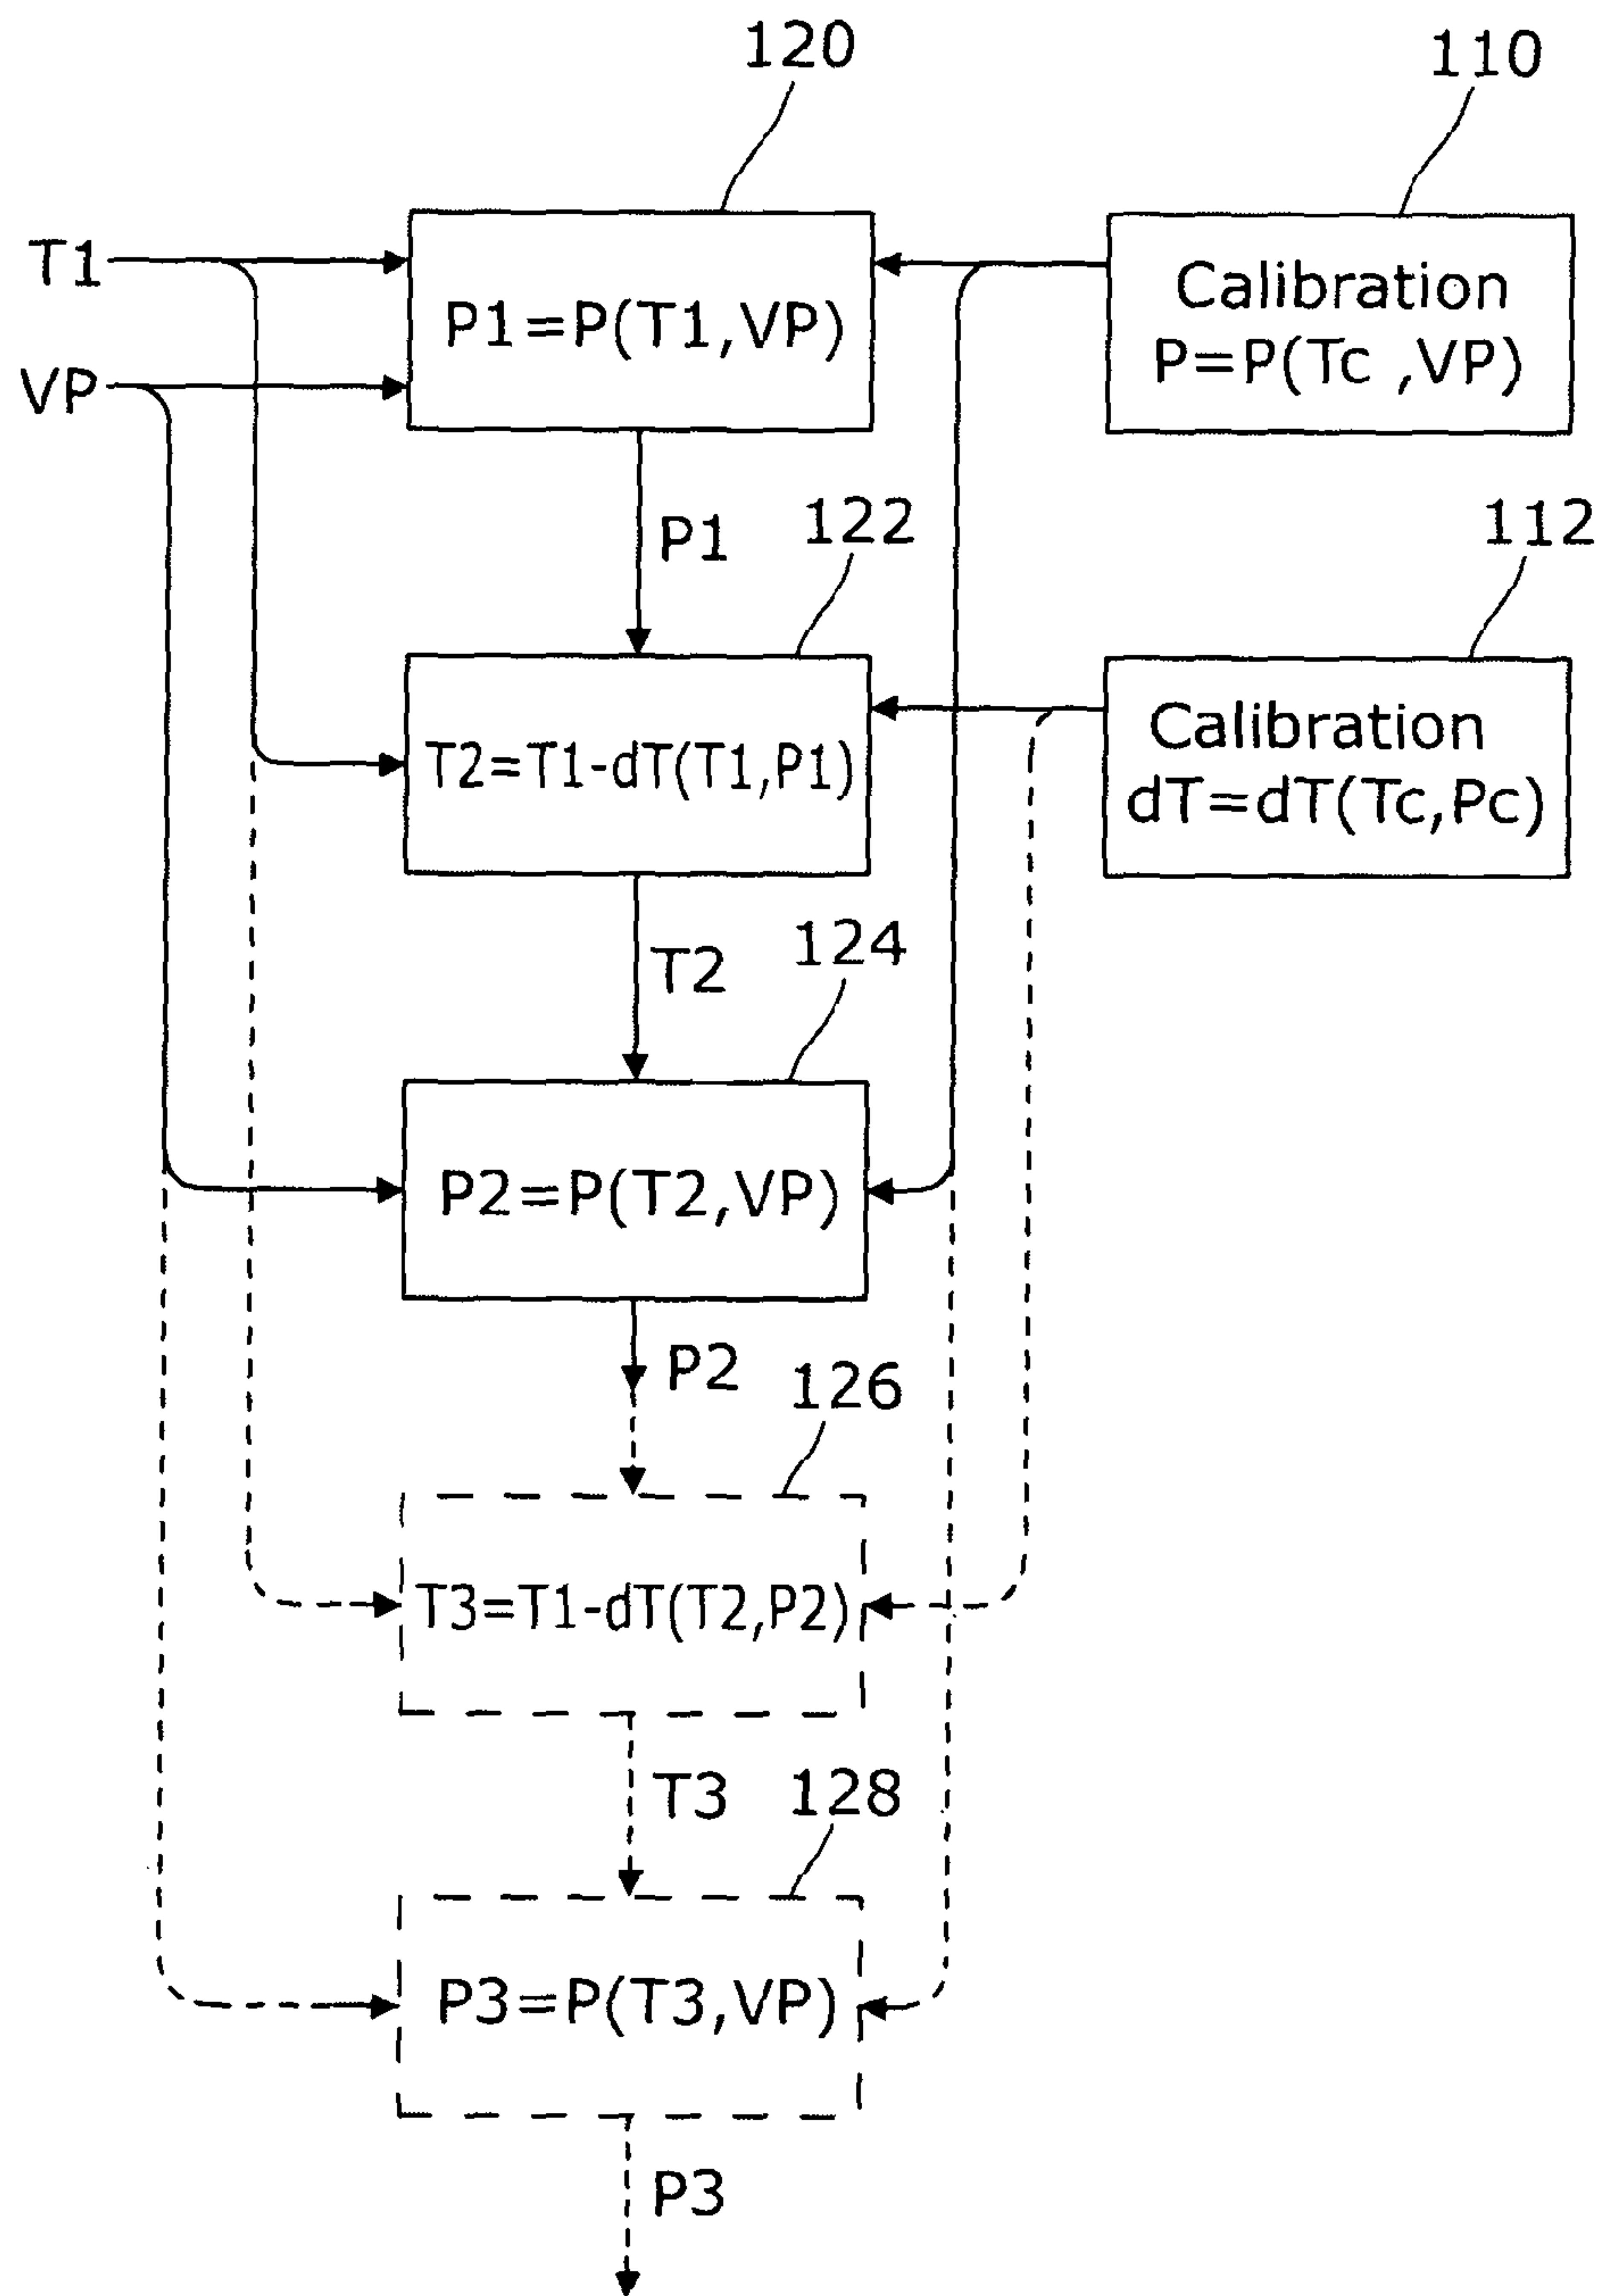 120
110
T1
P1=P(T1,VP)
Calibration
P=P(Tc ,VP)
VP
P1
122
112
T2=T1-dT(T1,P1)
Calibration
dT=dT(Tc,Pc)
T2
124
P2=P(T2,VP)
P2
126
T3=T1-dT(T2,P2)
T3
128
P3=P(T3,VP)
P3